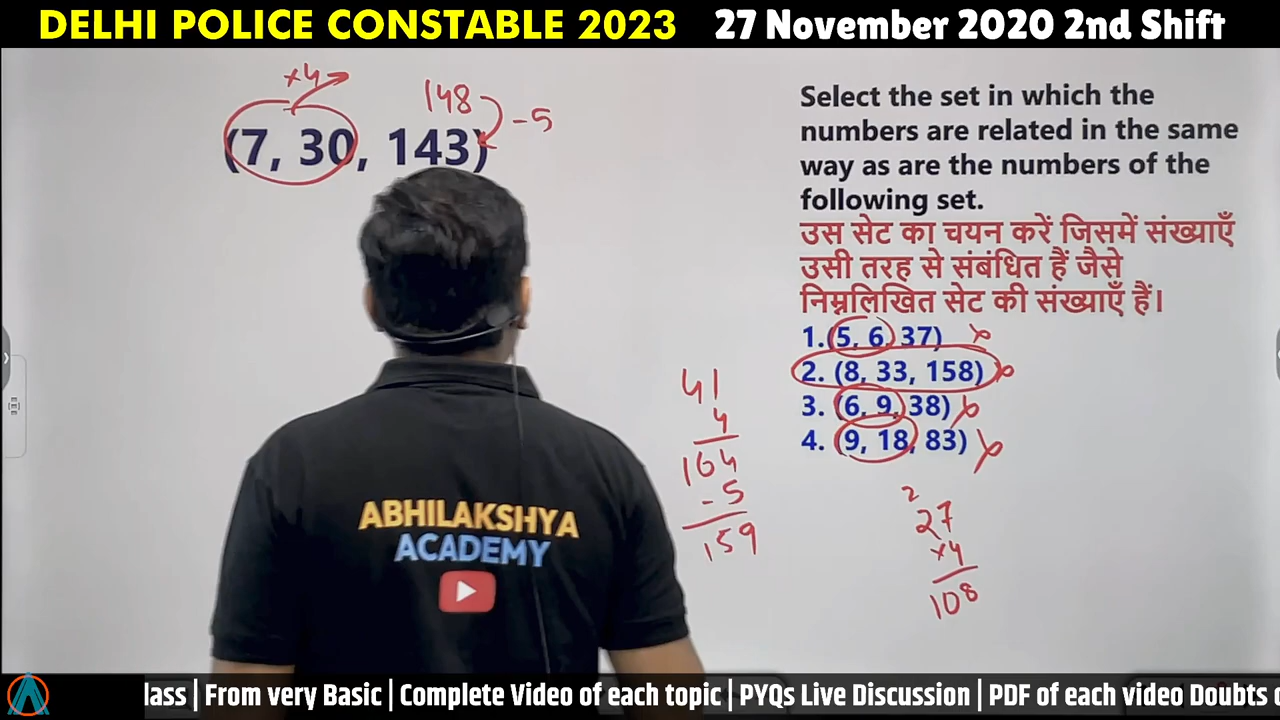 DELHI POLICE CONSTABLE 2023 27 November 2020 2nd Shift
×4
148
-5
(7, 30, 143)
Select the set in which the
numbers are related in the same
way as are the numbers of the
following set.
उस सेट का चयन करें जिसमें संख्याएँ
उसी तरह से संबंधित हैं जैसे
निम्नलिखित सेट की संख्याएँ हैं।
1. (5, 6, 37)
2. (8, 33, 158)
3. (6, 9, 38)
4. (9, 18, 83)
41
4
164
-5
159
2
27
×4
108
ABHILAKSHYA
ACADEMY
lass | From very Basic | Complete Video of each topic | PYQs Live Discussion | PDF of each video Doubts